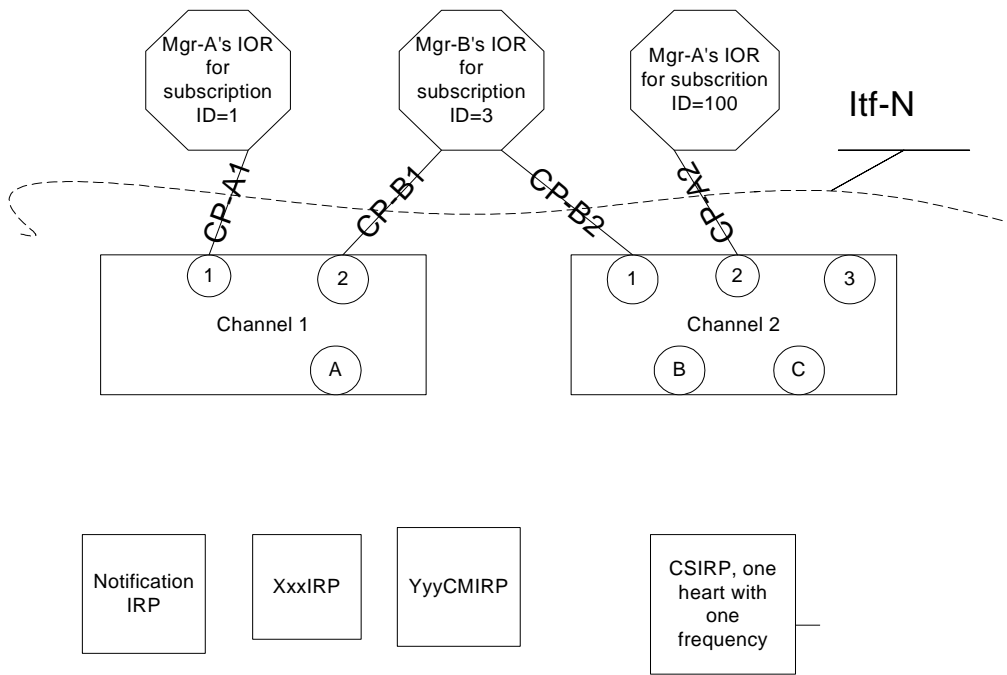 Mgr-A's IOR
for
subscription
ID=1
Mgr-B's IOR
for
subscription
ID=3
Mgr-A's IOR
for subscrition
ID=100
Itf-N
CP-A1
CP-B1
CP-B2
CP-A2
1
2
1
2
3
Channel 1
Channel 2
A
B
C
Notification
IRP
XxxIRP
YyyCMIRP
CSIRP, one
heart with
one
frequency